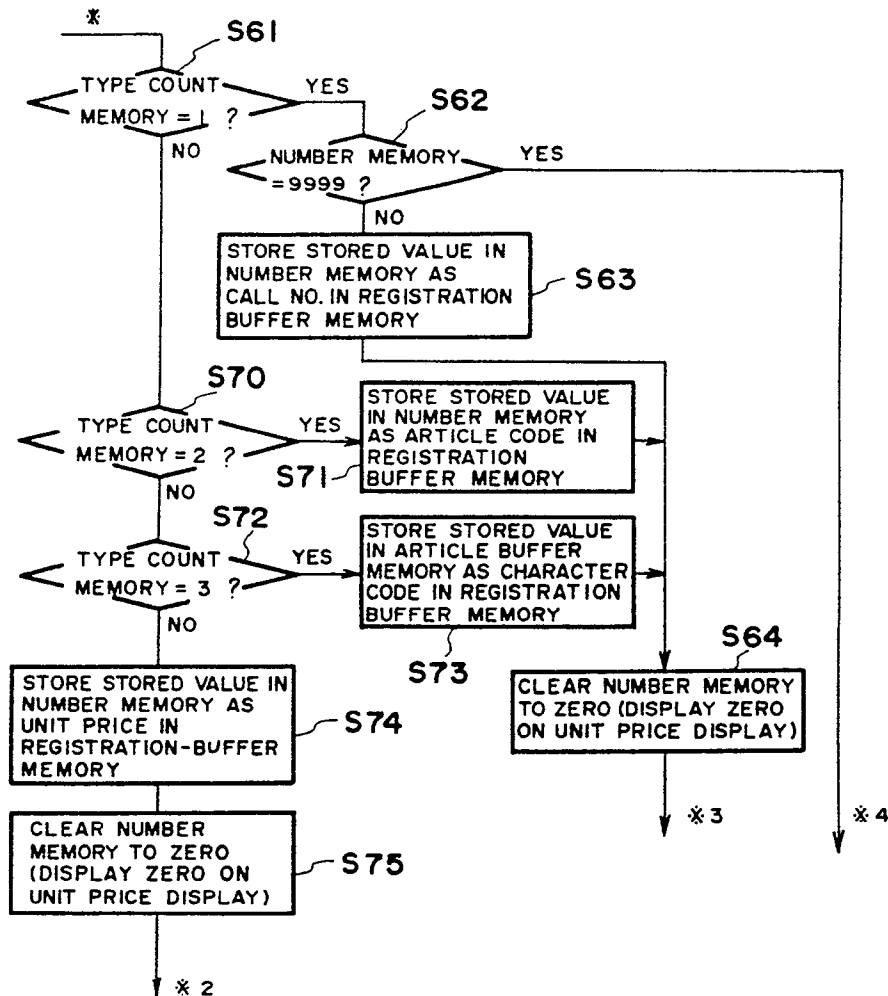 ※
S61
TYPE COUNT
MEMORY = 1 ?
YES
NO
S62
NUMBER MEMORY
=9999 ?
YES
NO
STORE STORED VALUE IN
NUMBER MEMORY AS
CALL NO. IN REGISTRATION
BUFFER MEMORY
S63
S70
TYPE COUNT
MEMORY = 2 ?
YES
NO
STORE STORED VALUE
IN NUMBER MEMORY
AS ARTICLE CODE IN
REGISTRATION
BUFFER MEMORY
S71
S72
TYPE COUNT
MEMORY = 3 ?
YES
NO
STORE STORED VALUE
IN ARTICLE BUFFER
MEMORY AS CHARACTER
CODE IN REGISTRATION
BUFFER MEMORY
S73
S64
CLEAR NUMBER MEMORY
TO ZERO (DISPLAY ZERO
ON UNIT PRICE DISPLAY)
STORE STORED VALUE IN
NUMBER MEMORY AS
UNIT PRICE IN
REGISTRATION-BUFFER
MEMORY
S74
※3
※4
CLEAR NUMBER
MEMORY TO ZERO
(DISPLAY ZERO ON
UNIT PRICE DISPLAY)
S75
※2